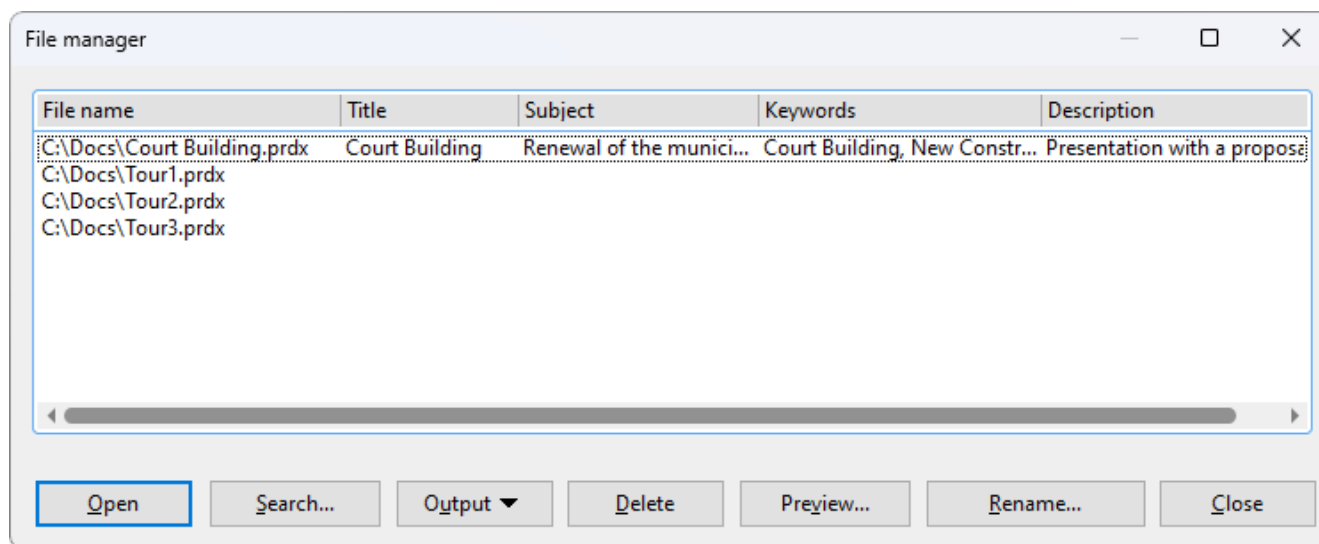 File manager
File name Title Subject Keywords Description
C:\Docs\Court Building.prdx Court Building Renewal of the munici... Court Building, New Constr... Presentation with a proposa
C:\Docs\Tour1.prdx
C:\Docs\Tour2.prdx
C:\Docs\Tour3.prdx
Open Search... Output Delete Preview... Rename... Close